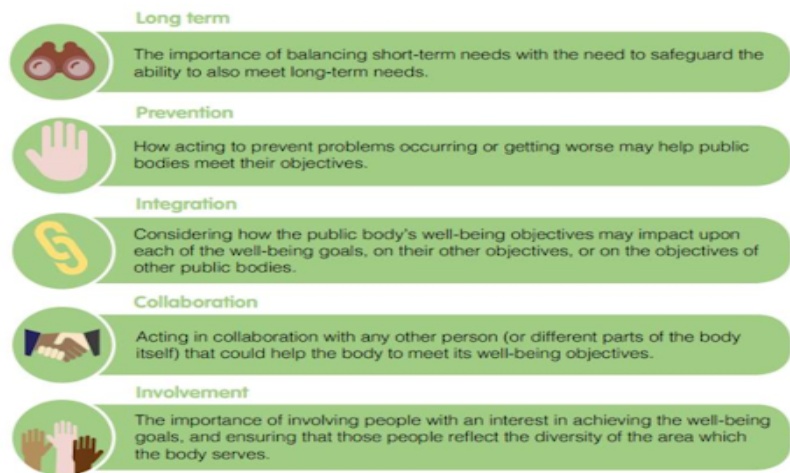 Long term
The importance of balancing short-term needs with the need to safeguard the
ability to also meet long-term needs.
Prevention
How acting to prevent problems occurring or getting worse may help public
bodies meet their objectives.
Integration
Considering how the public body's well-being objectives may impact upon
each of the well-being goals, on their other objectives, or on the objectives of
other public bodies.
Collaboration
Acting in collaboration with any other person (or different parts of the body
itself) that could help the body to meet its well-being objectives.
Involvement
The importance of involving people with an interest in achieving the well-being
goals, and ensuring that those people reflect the diversity of the area which
the body serves.